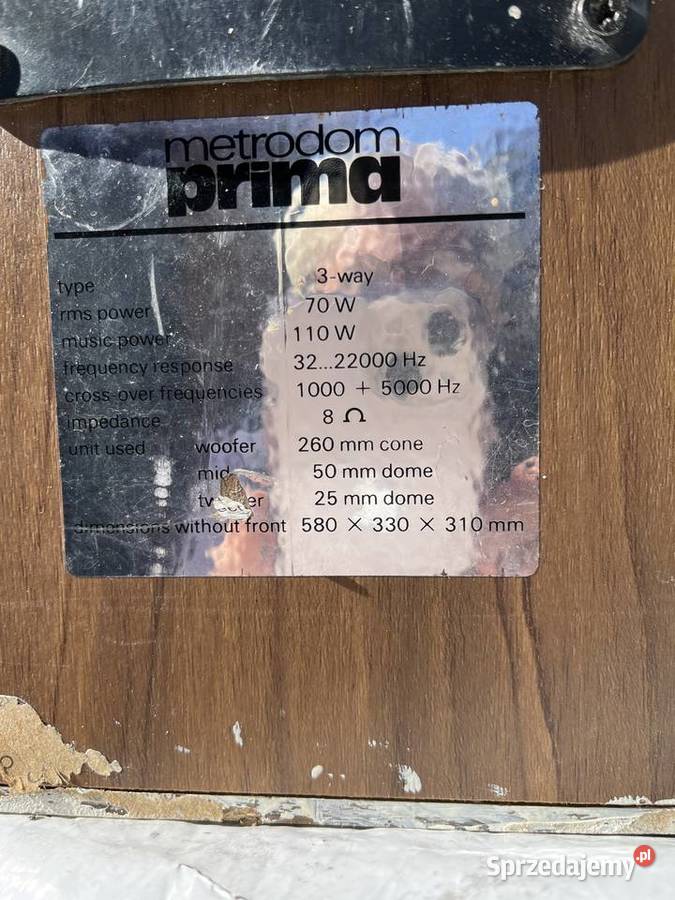 metrodom
prima
type 3-way
rms power 70 W
music power 110 W
frequency response 32...22000 Hz
cross-over frequencies 1000 + 5000 Hz
impedance 8 Ω
unit used woofer 260 mm cone
mid 50 mm dome
25 mm dome
dimensions without front 580 × 330 × 310 mm
P
Sprzedajemy.pl